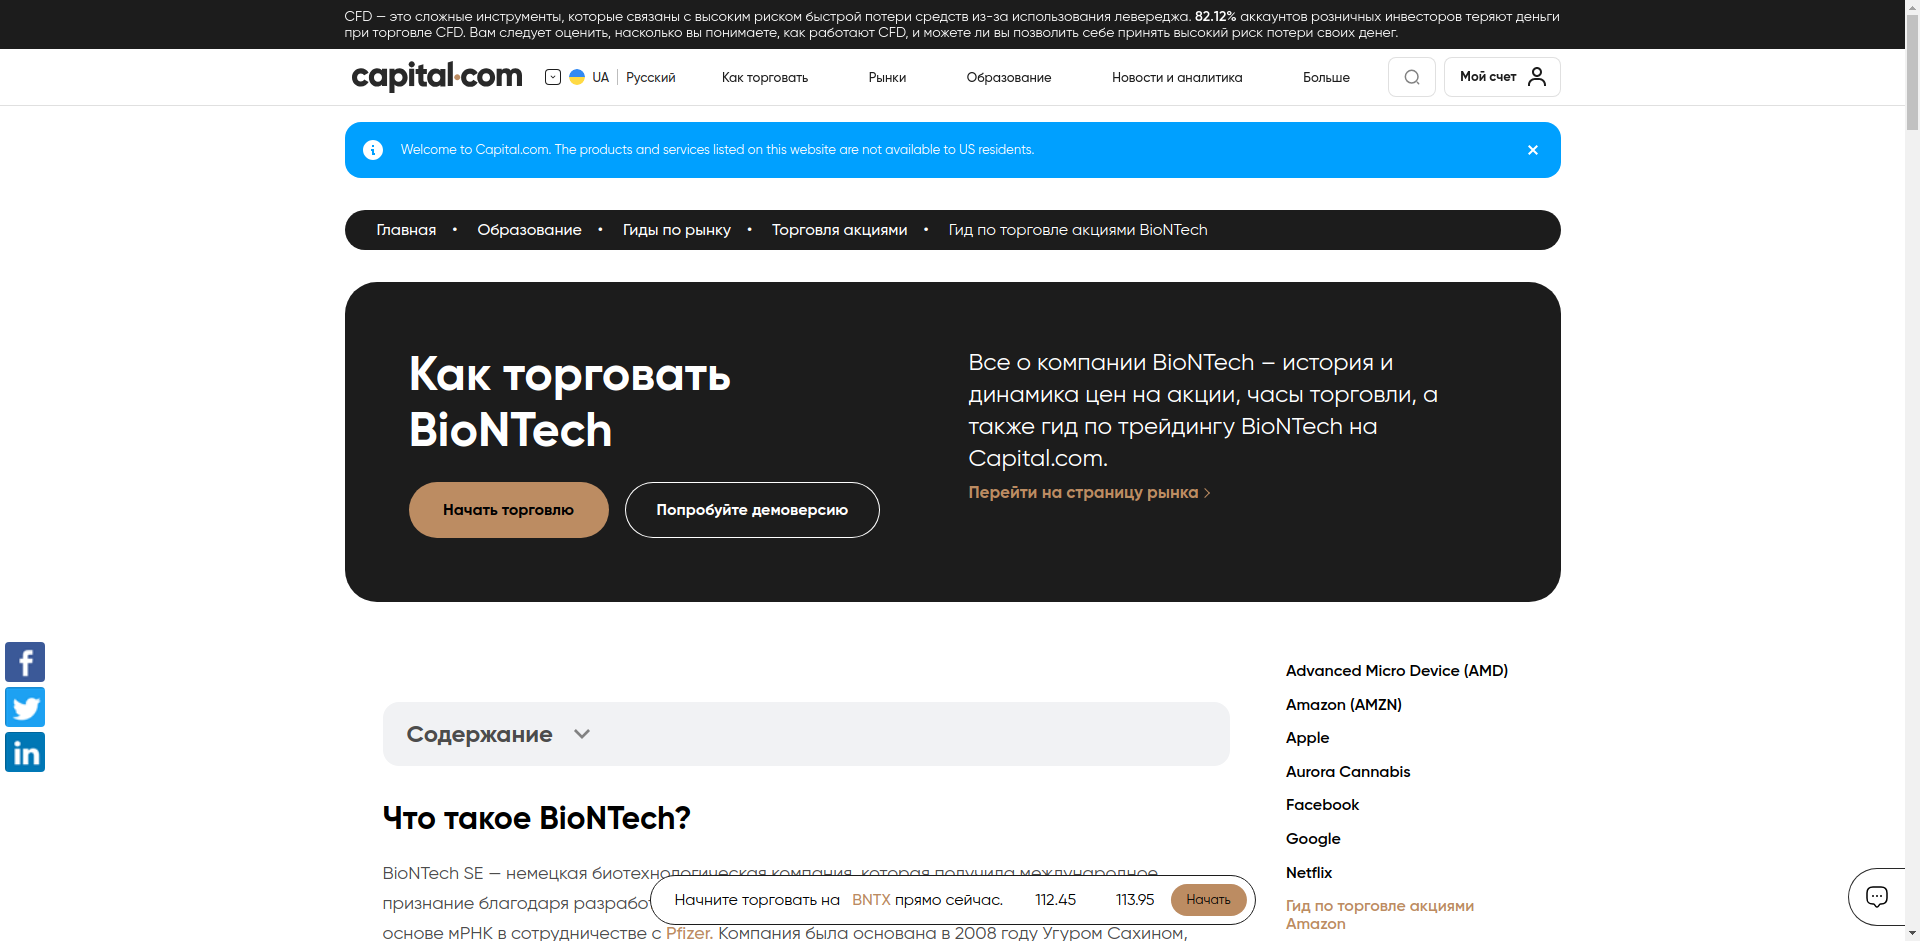 CFD — это сложные инструменты, которые связаны с высоким риском быстрой потери средств из-за использования левереджа. 82.12% аккаунтов розничных инвесторов теряют деньги
при торговле CFD. Вам следует оценить, насколько вы понимаете, как работают CFD, и можете ли вы позволить себе принять высокий риск потери своих денег.
capital.com
UA Русский
Как торговать
Рынки
Образование
Новости и аналитика
Больше
Мой счет
Welcome to Capital.com. The products and services listed on this website are not available to US residents.
Главная • Образование • Гиды по рынку • Торговля акциями • Гид по торговле акциями BioNTech
Как торговать
BioNTech
Начать торговлю
Попробуйте демоверсию
Все о компании BioNTech – история и
динамика цен на акции, часы торговли, а
также гид по трейдингу BioNTech на
Capital.com.
Перейти на страницу рынка
Содержание
Что такое BioNTech?
BioNTech SE — немецкая биотехнологическая компания, которая получила международное
признание благодаря разработ
основе мРНК в сотрудничестве с Pfizer. Компания была основана в 2008 году Угуром Сахином,
Начните торговать на BNTX прямо сейчас. 112.45 113.95 Начать
Advanced Micro Device (AMD)
Amazon (AMZN)
Apple
Aurora Cannabis
Facebook
Google
Netflix
Гид по торговле акциями
Amazon